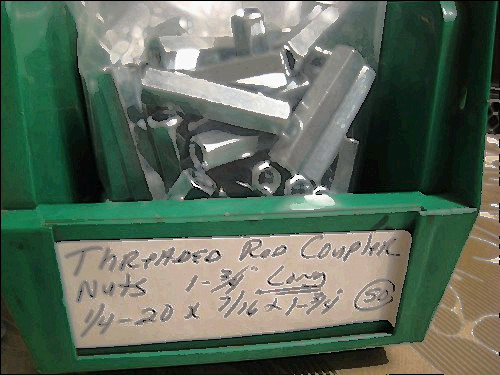 THREADED ROD COUPLER
NUTS 1-3/4" LONG
1/4-20 x 7/16 x 1-3/4" 50